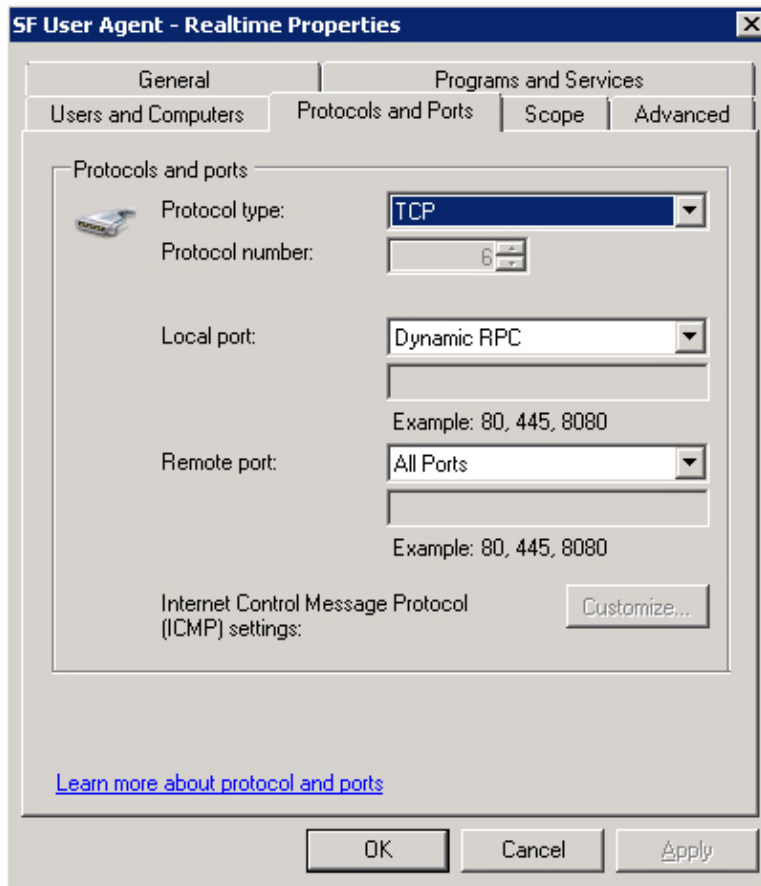 SF User Agent - Realtime Properties
General
Programs and Services
Users and Computers
Protocols and Ports
Scope
Advanced
Protocols and ports
Protocol type:
TCP
Protocol number:
6
Local port:
Dynamic RPC
Example: 80, 445, 8080
Remote port:
All Ports
Example: 80, 445, 8080
Internet Control Message Protocol
(ICMP) settings:
Customize...
Learn more about protocol and ports
OK
Cancel
Apply